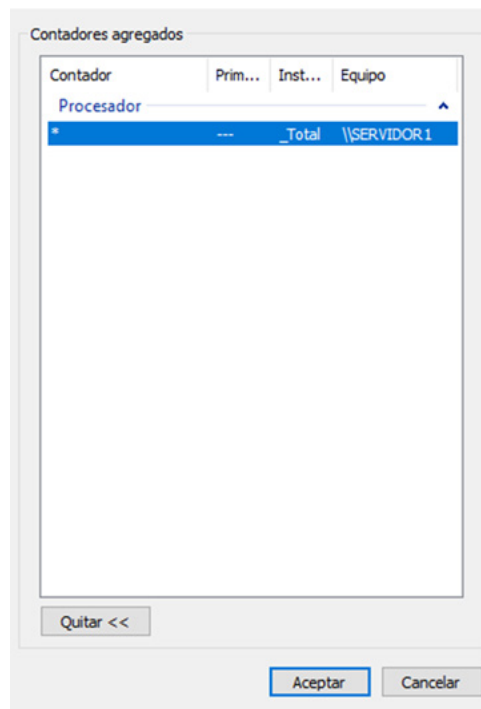 Contadores agregados
Contador Prim... Inst... Equipo
Procesador
* --- _Total \\SERVIDOR1
Quitar <<
Aceptar Cancelar